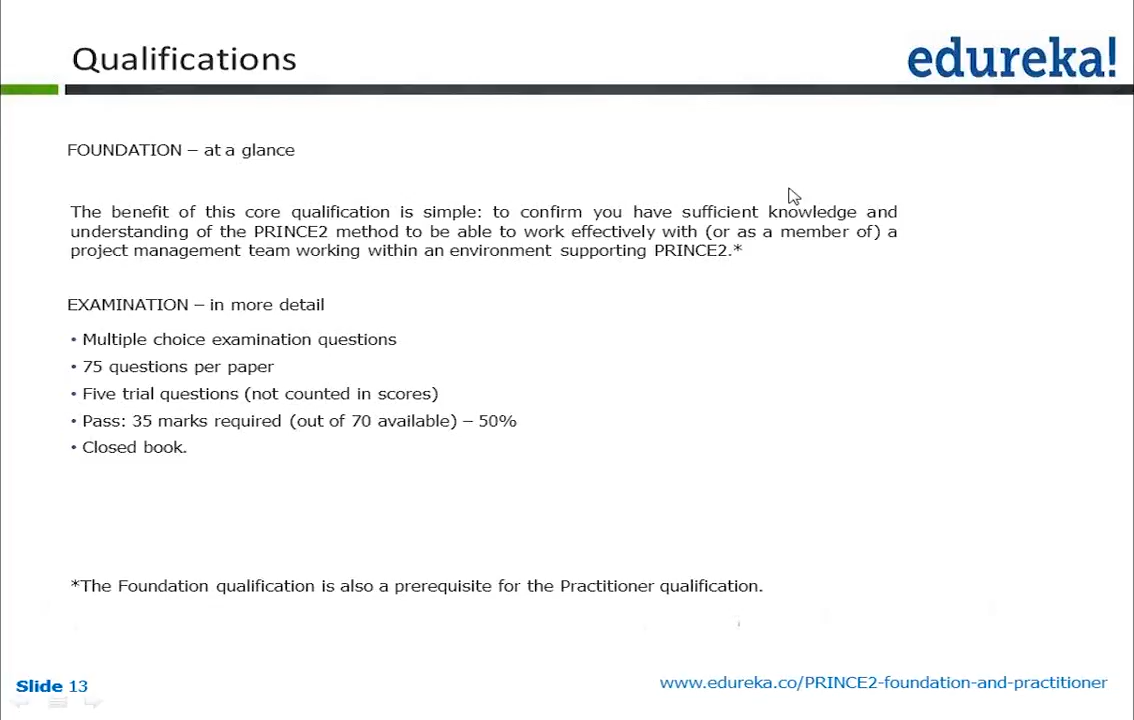 Qualifications
edureka!
FOUNDATION – at a glance
The benefit of this core qualification is simple: to confirm you have sufficient knowledge and
understanding of the PRINCE2 method to be able to work effectively with (or as a member of) a
project management team working within an environment supporting PRINCE2.*
EXAMINATION – in more detail
• Multiple choice examination questions
• 75 questions per paper
• Five trial questions (not counted in scores)
• Pass: 35 marks required (out of 70 available) – 50%
• Closed book.
*The Foundation qualification is also a prerequisite for the Practitioner qualification.
Slide 13
www.edureka.co/PRINCE2-foundation-and-practitioner